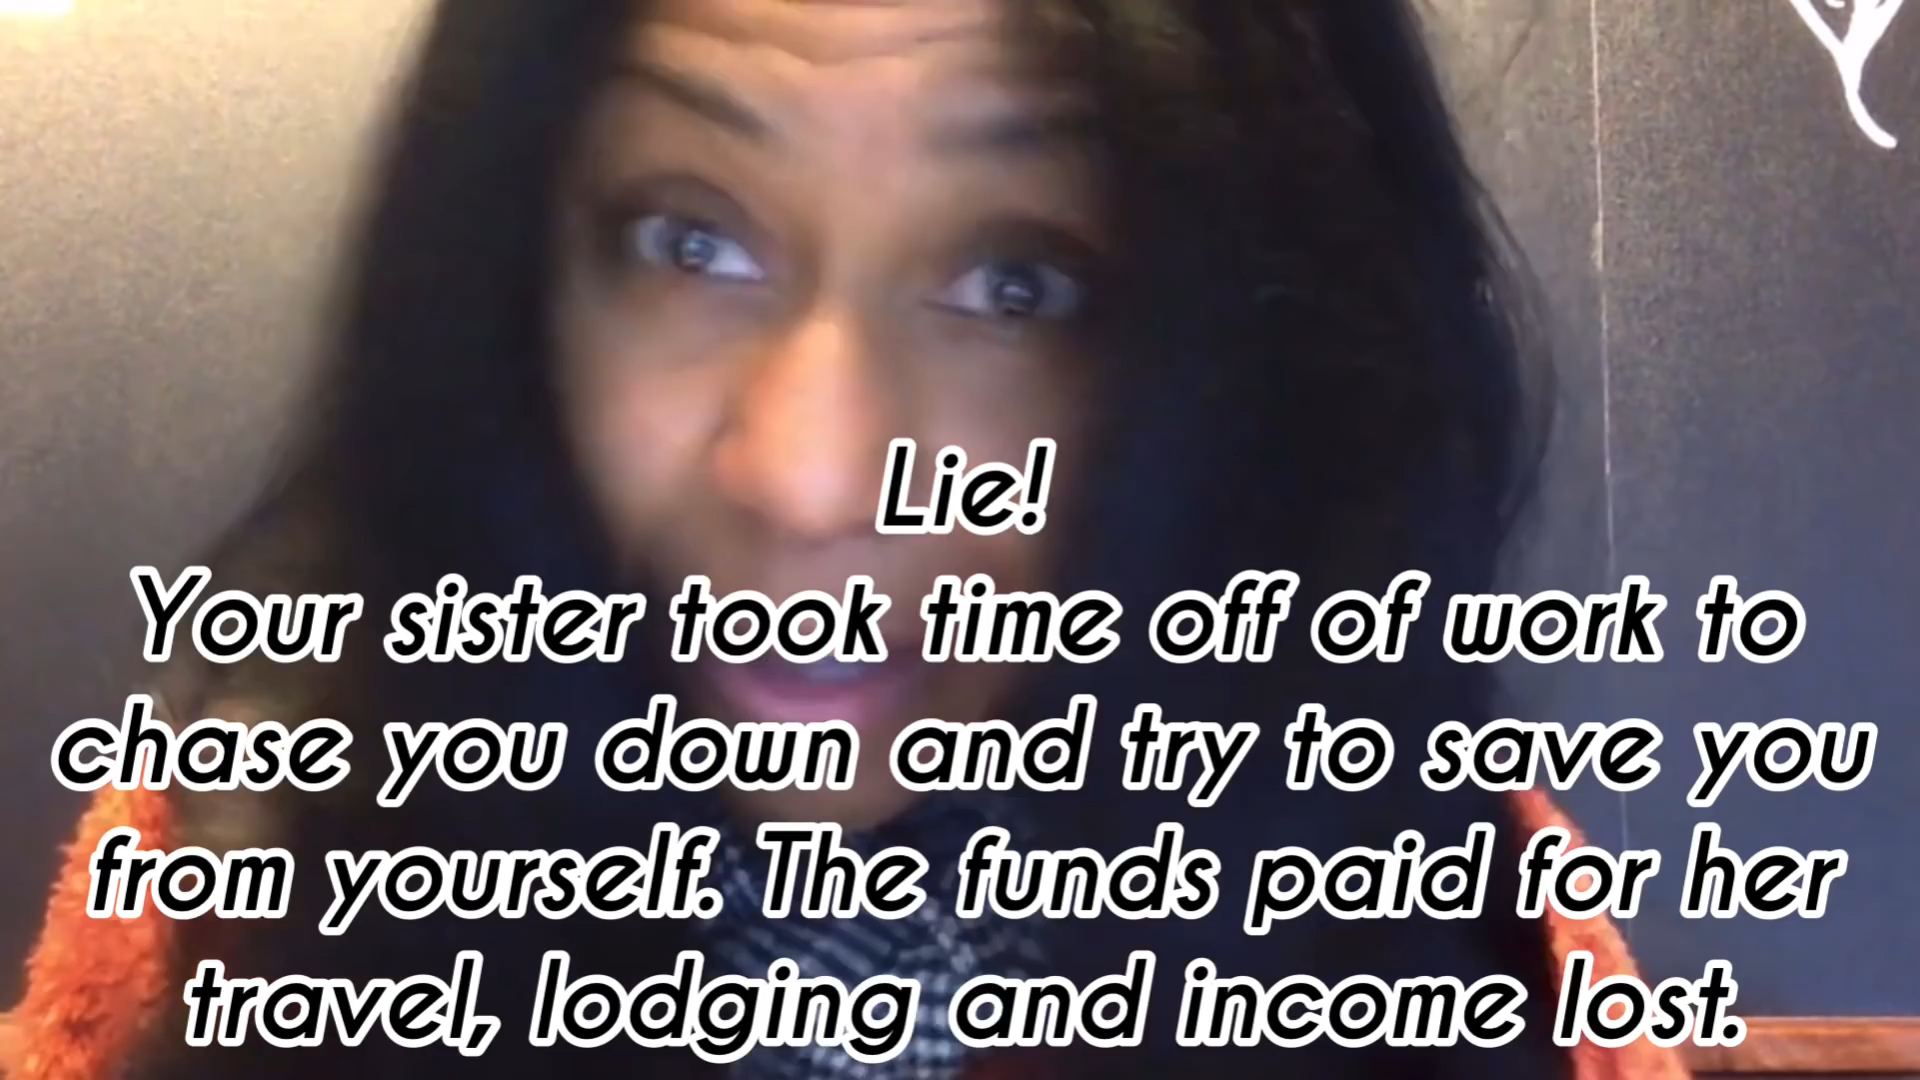 Lie!
Your sister took time off of work to
chase you down and try to save you
from yourself. The funds paid for her
travel, lodging and income lost.